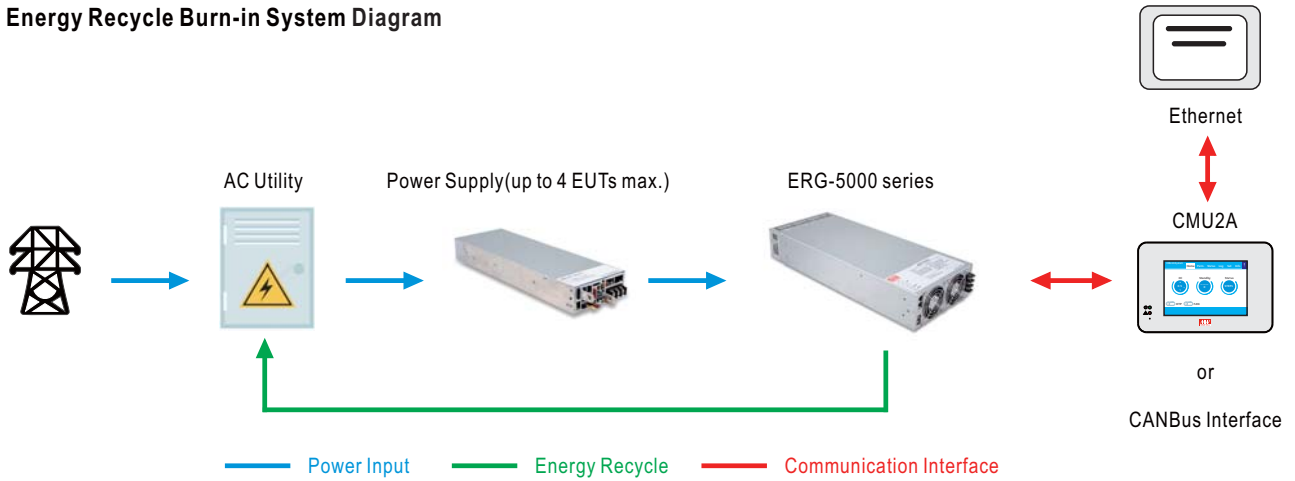 Energy Recycle Burn-in System Diagram
Ethernet
AC Utility
Power Supply(up to 4 EUTs max.)
ERG-5000 series
CMU2A
or
CANBus Interface
Power Input
Energy Recycle
Communication Interface